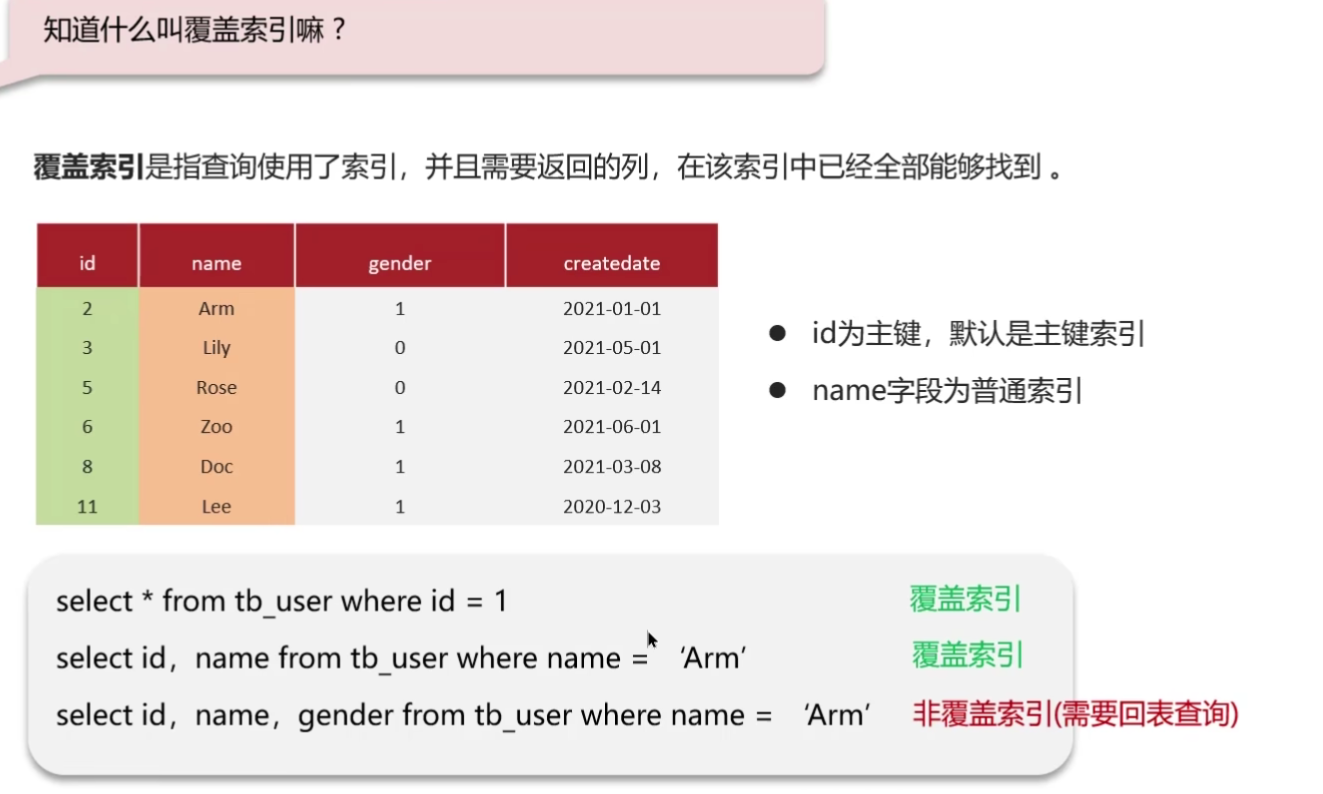 知道什么叫覆盖索引嘛？
覆盖索引是指查询使用了索引，并且需要返回的列，在该索引中已经全部能够找到 。
id name gender createdate
2 Arm 1 2021-01-01
3 Lily 0 2021-05-01
5 Rose 0 2021-02-14
6 Zoo 1 2021-06-01
8 Doc 1 2021-03-08
11 Lee 1 2020-12-03
● id为主键，默认是主键索引
● name字段为普通索引
select * from tb_user where id = 1 覆盖索引
select id，name from tb_user where name = ‘Arm’ 覆盖索引
select id，name，gender from tb_user where name = ‘Arm’ 非覆盖索引(需要回表查询)